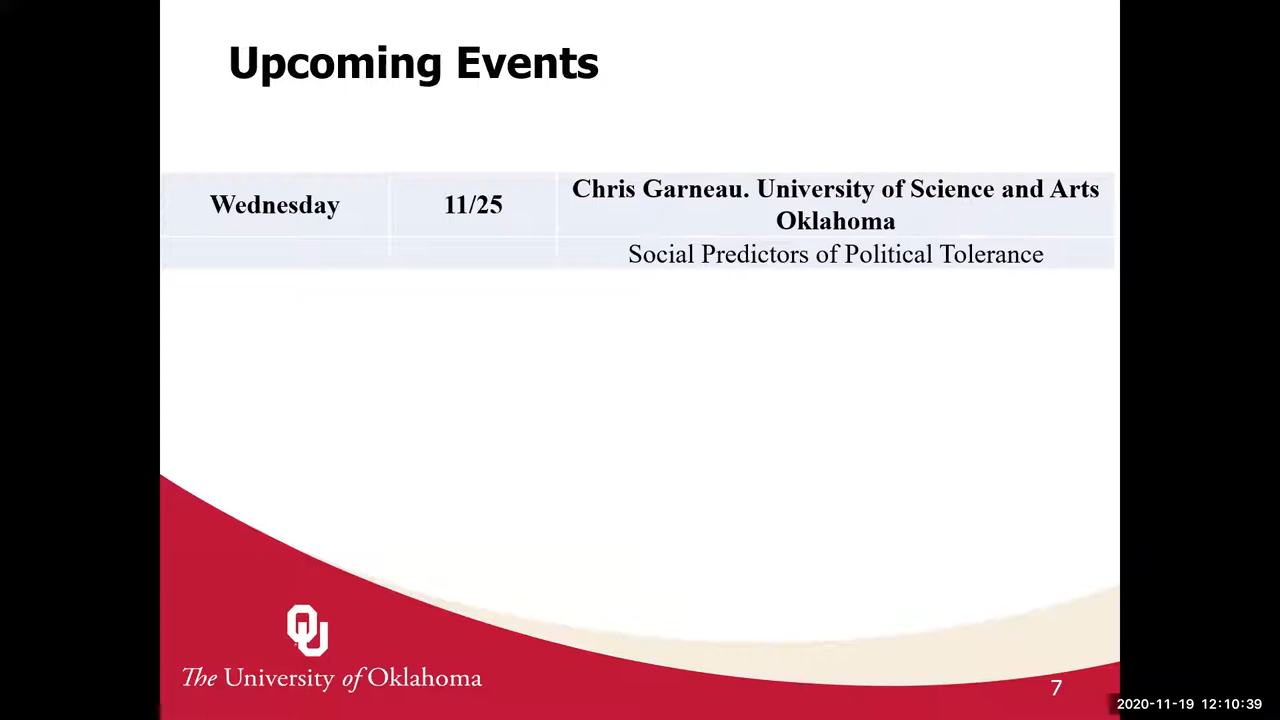 Upcoming Events
Wednesday
11/25
Chris Garneau. University of Science and Arts
Oklahoma
Social Predictors of Political Tolerance
OU
The University of Oklahoma
7
2020-11-19 12:10:39